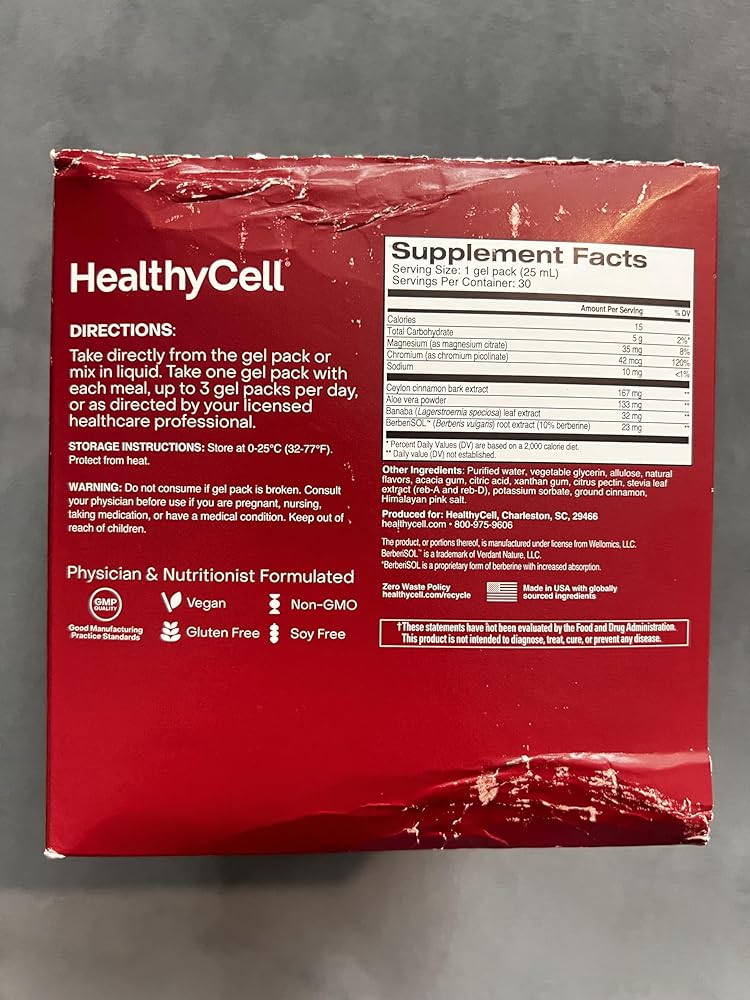 HealthyCell®
DIRECTIONS:
Take directly from the gel pack or
mix in liquid. Take one gel pack with
each meal, up to 3 gel packs per day,
or as directed by your licensed
healthcare professional.
STORAGE INSTRUCTIONS: Store at 0-25°C (32-77°F).
Protect from heat.
WARNING: Do not consume if gel pack is broken. Consult
your physician before use if you are pregnant, nursing,
taking medication, or have a medical condition. Keep out of
reach of children.
Physician & Nutritionist Formulated
GMP
QUALITY
Good Manufacturing
Practice Standards
Vegan
Non-GMO
Gluten Free
Soy Free
Supplement Facts
Serving Size: 1 gel pack (25 mL)
Servings Per Container: 30
Amount Per Serving % DV
Calories 15
Total Carbohydrate 5 g 2%*
Magnesium (as magnesium citrate) 35 mg 8%
Chromium (as chromium picolinate) 42 mcg 120%
Sodium 10 mg <1%
Ceylon cinnamon bark extract 167 mg **
Aloe vera powder 133 mg **
Banaba (Lagerstroemia speciosa) leaf extract 32 mg **
BerberiSOL™ (Berberis vulgaris) root extract (10% berberine) 23 mg **
* Percent Daily Values (DV) are based on a 2,000 calorie diet.
** Daily value (DV) not established.
Other Ingredients: Purified water, vegetable glycerin, allulose, natural
flavors, acacia gum, citric acid, xanthan gum, citrus pectin, stevia leaf
extract (reb-A and reb-D), potassium sorbate, ground cinnamon,
Himalayan pink salt.
Produced for: HealthyCell, Charleston, SC, 29466
healthycell.com • 800-975-9606
The product, or portions thereof, is manufactured under license from Wellomics, LLC.
BerberiSOL™ is a trademark of Verdant Nature, LLC.
*BerberiSOL is a proprietary form of berberine with increased absorption.
Zero Waste Policy
healthycell.com/recycle
Made in USA with globally
sourced ingredients
†These statements have not been evaluated by the Food and Drug Administration.
This product is not intended to diagnose, treat, cure, or prevent any disease.